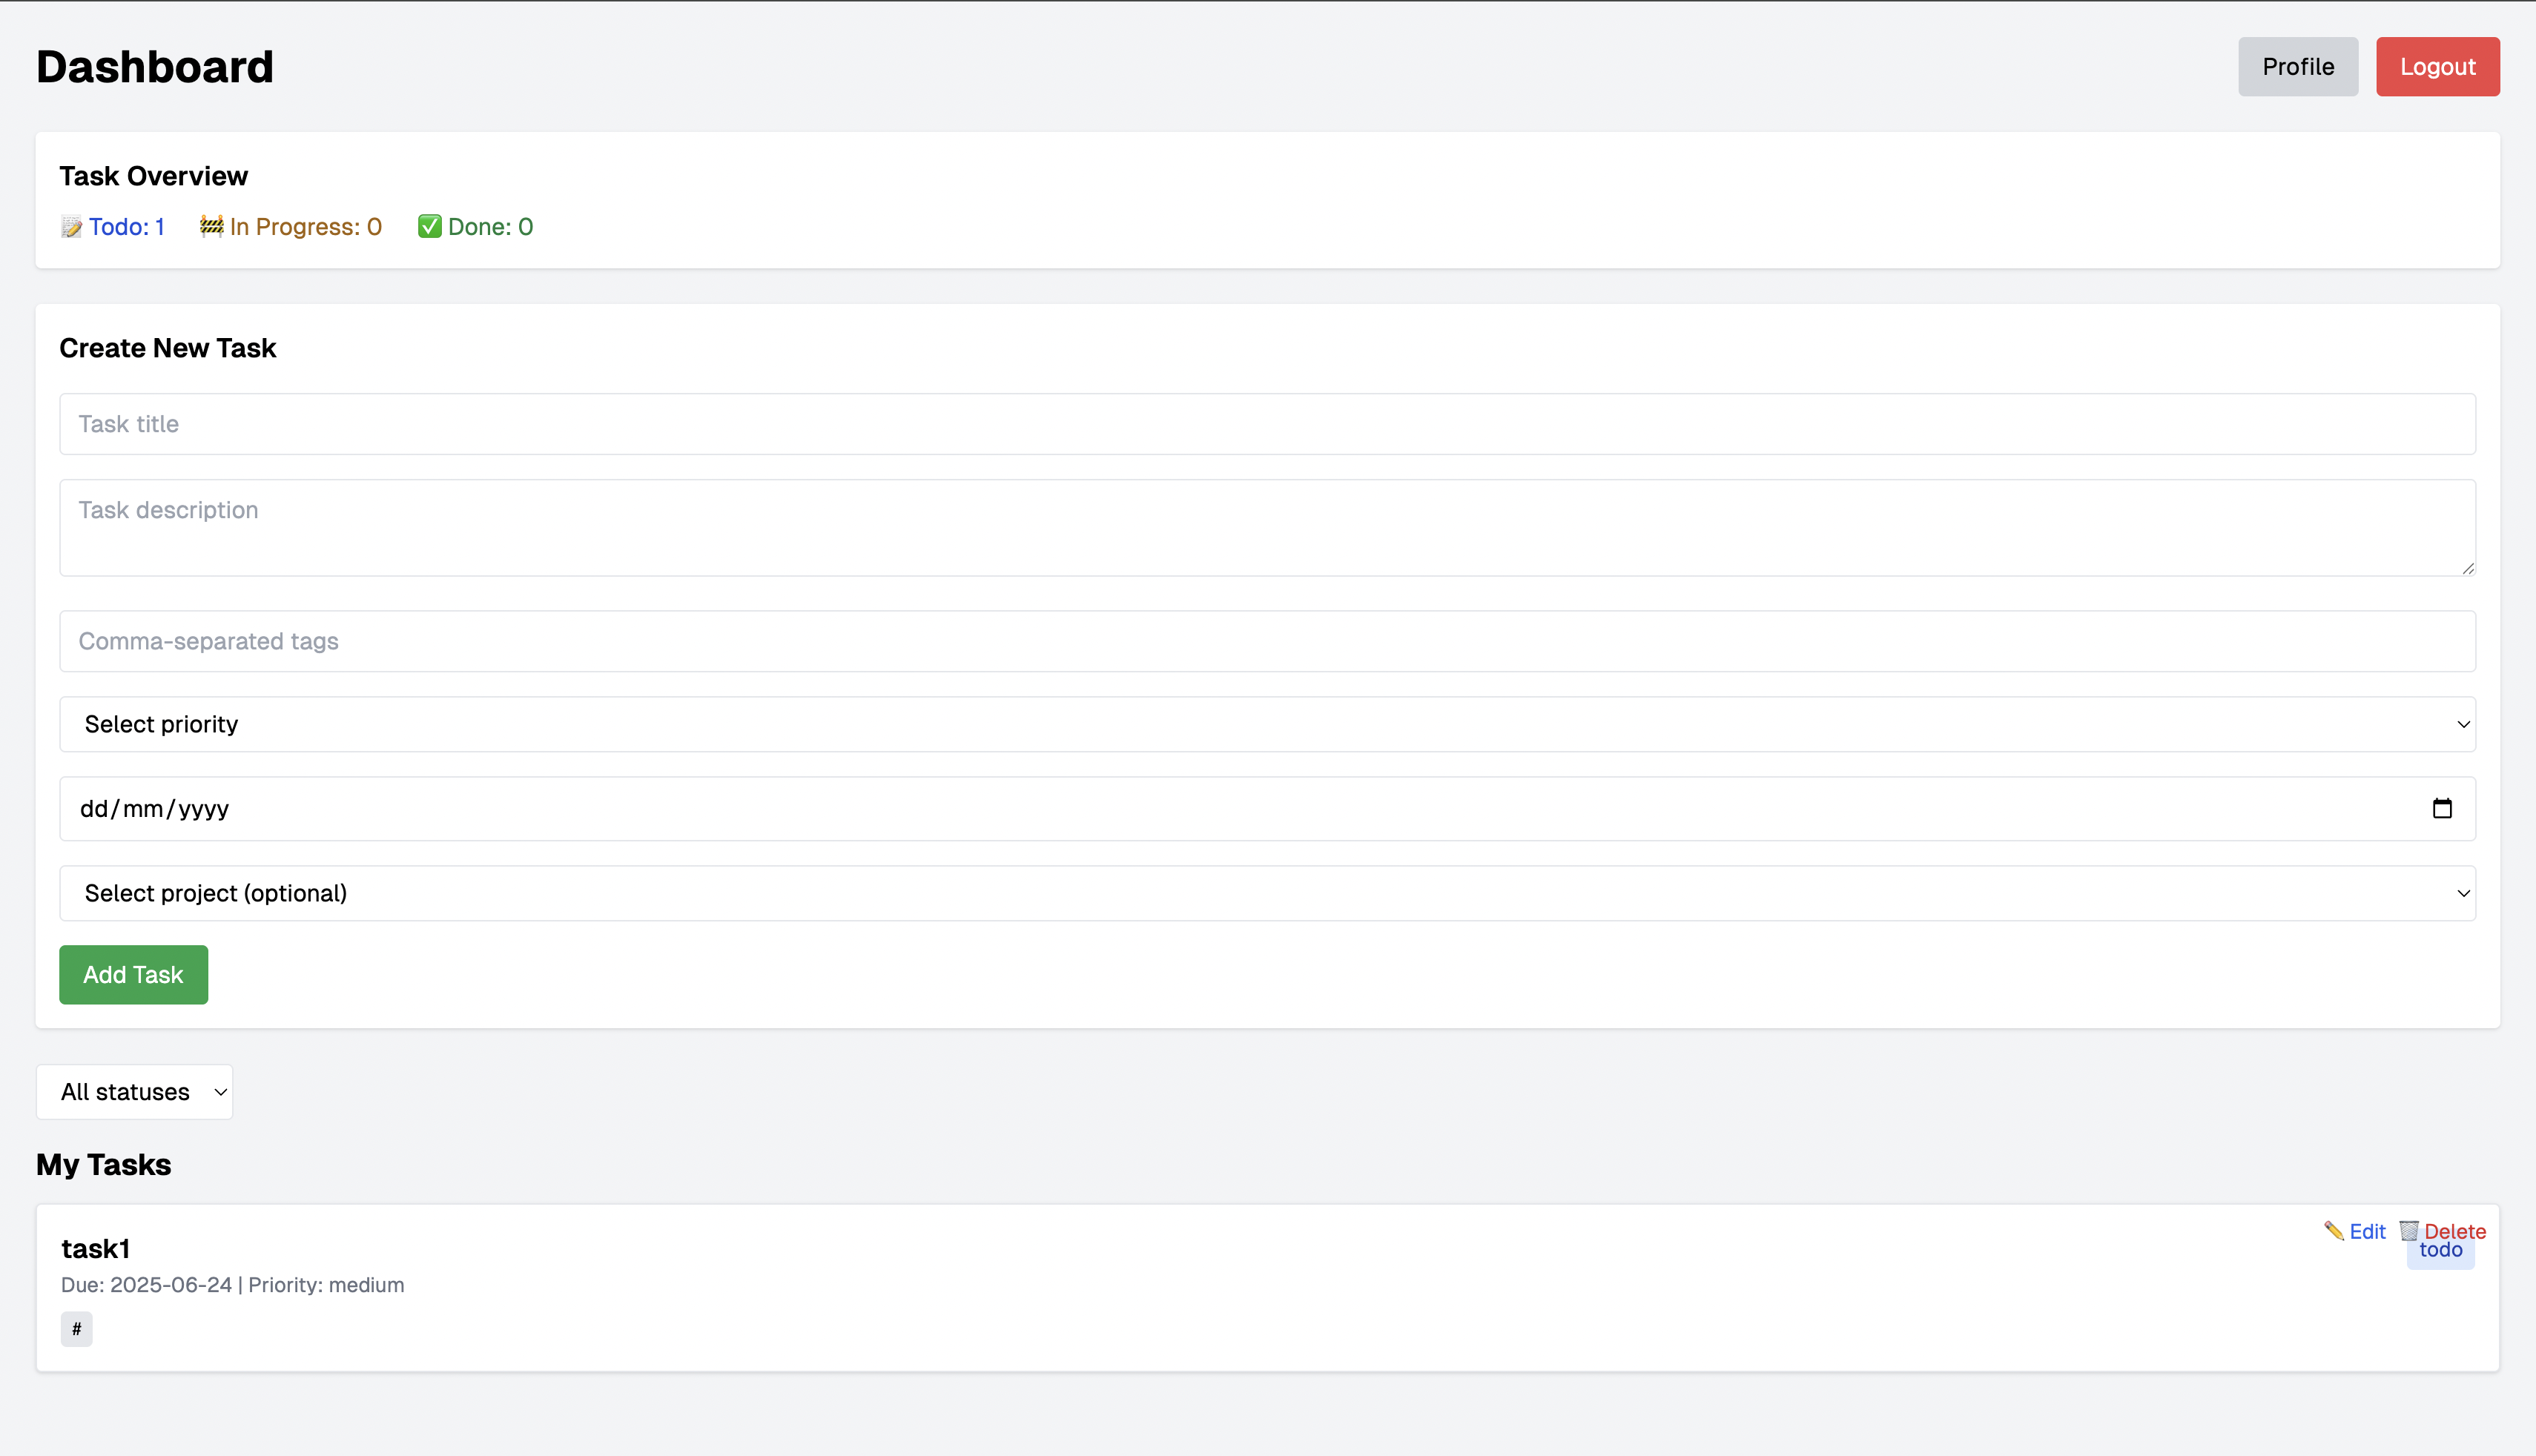 Dashboard
Profile
Logout
Task Overview
📝 Todo: 1
🚧 In Progress: 0
✅ Done: 0
Create New Task
Task title
Task description
Comma-separated tags
Select priority
dd/mm/yyyy
Select project (optional)
Add Task
All statuses
My Tasks
task1
✏️ Edit
🗑️ Delete
todo
Due: 2025-06-24 | Priority: medium
#